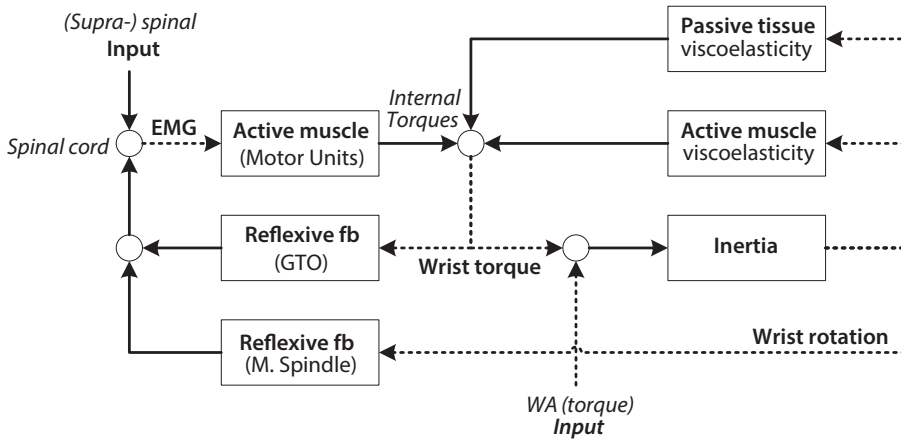 (Supra-) spinal
Input
Passive tissue
viscoelasticity
Internal
Torques
EMG
Spinal cord
Active muscle
(Motor Units)
Active muscle
viscoelasticity
Reflexive fb
(GTO)
Wrist torque
Inertia
Reflexive fb
(M. Spindle)
Wrist rotation
WA (torque)
Input